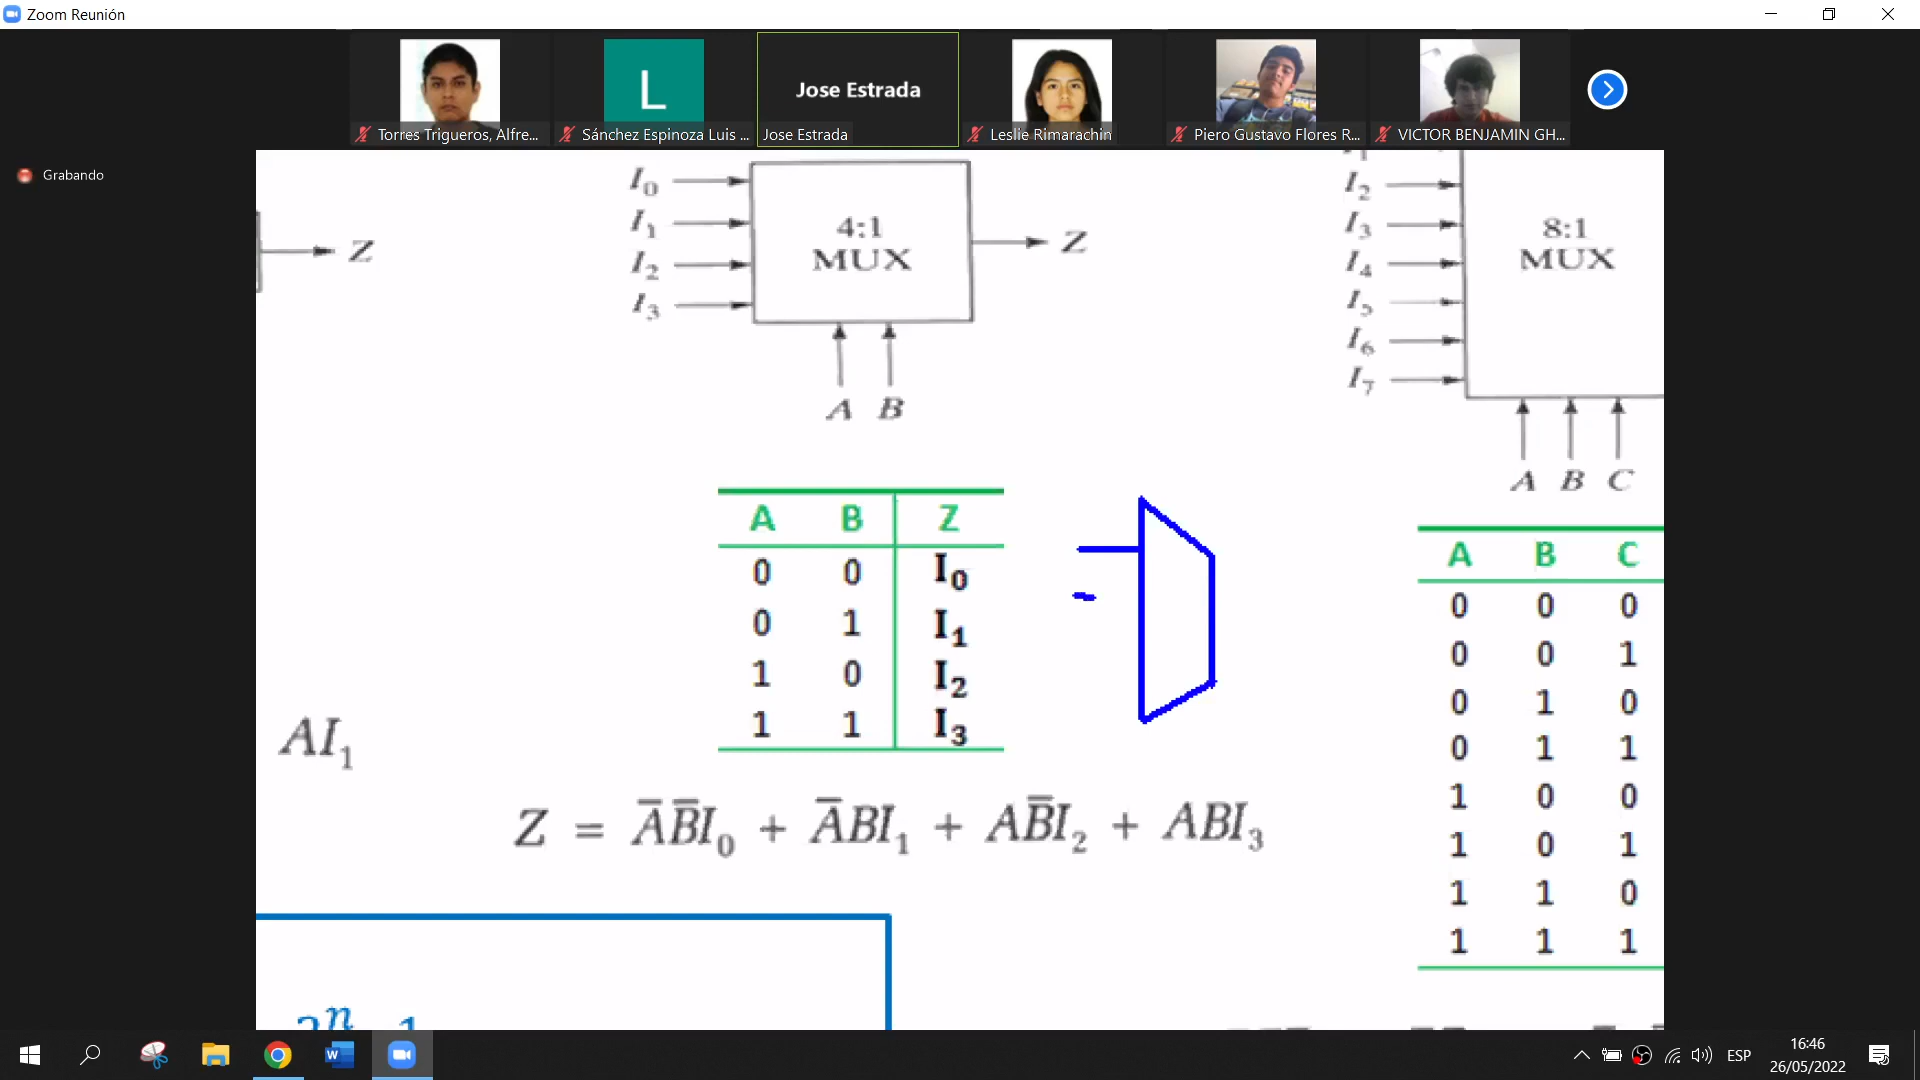 Zoom Reunión
L
Jose Estrada
Torres Trigueros, Alfre...
Sánchez Espinoza Luis ...
Jose Estrada
Leslie Rimarachin
Piero Gustavo Flores R...
VICTOR BENJAMIN GH...
Grabando
Z
I₀
I₁
I₂
I₃
4:1
MUX
Z
A B
I₂
I₃
I₄
I₅
I₆
I₇
8:1
MUX
A B C
A B Z
0 0 I₀
0 1 I₁
1 0 I₂
1 1 I₃
A B C
0 0 0
0 0 1
0 1 0
0 1 1
1 0 0
1 0 1
1 1 0
1 1 1
AI₁
Z = A̅B̅I₀ + A̅BI₁ + AB̅I₂ + ABI₃
ESP
16:46
26/05/2022